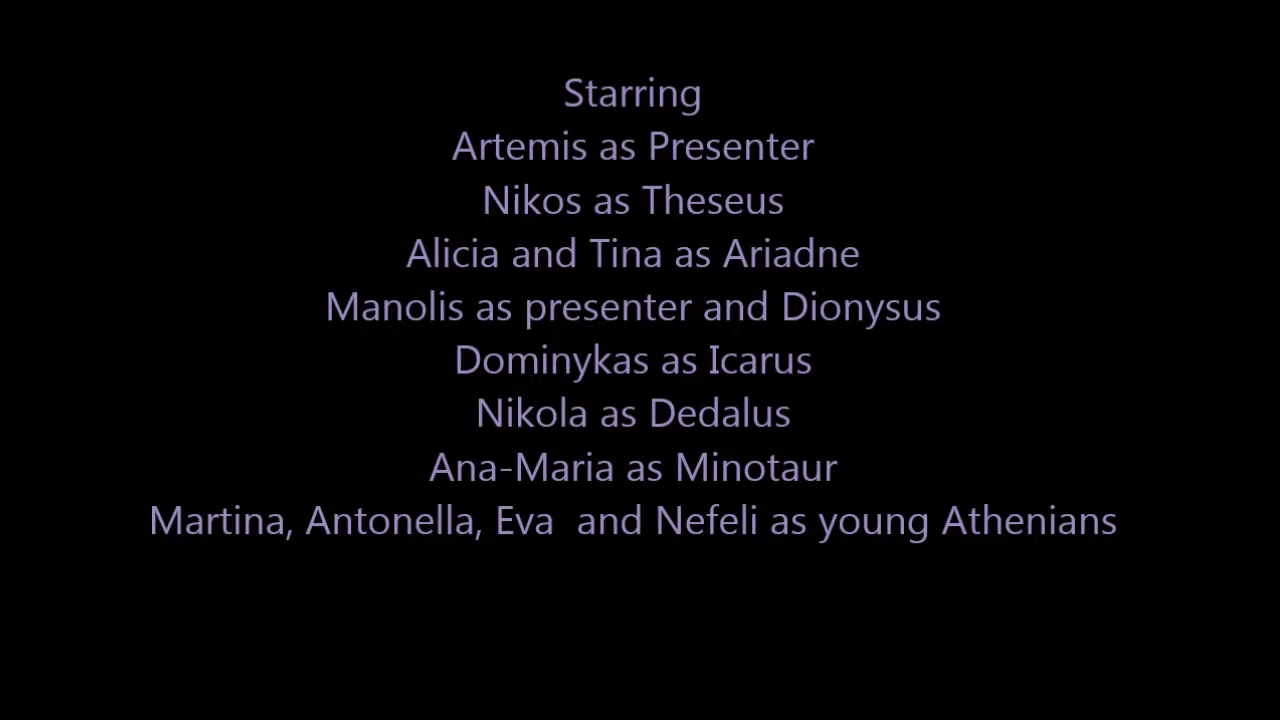 Starring
Artemis as Presenter
Nikos as Theseus
Alicia and Tina as Ariadne
Manolis as presenter and Dionysus
Dominykas as Icarus
Nikola as Dedalus
Ana-Maria as Minotaur
Martina, Antonella, Eva  and Nefeli as young Athenians